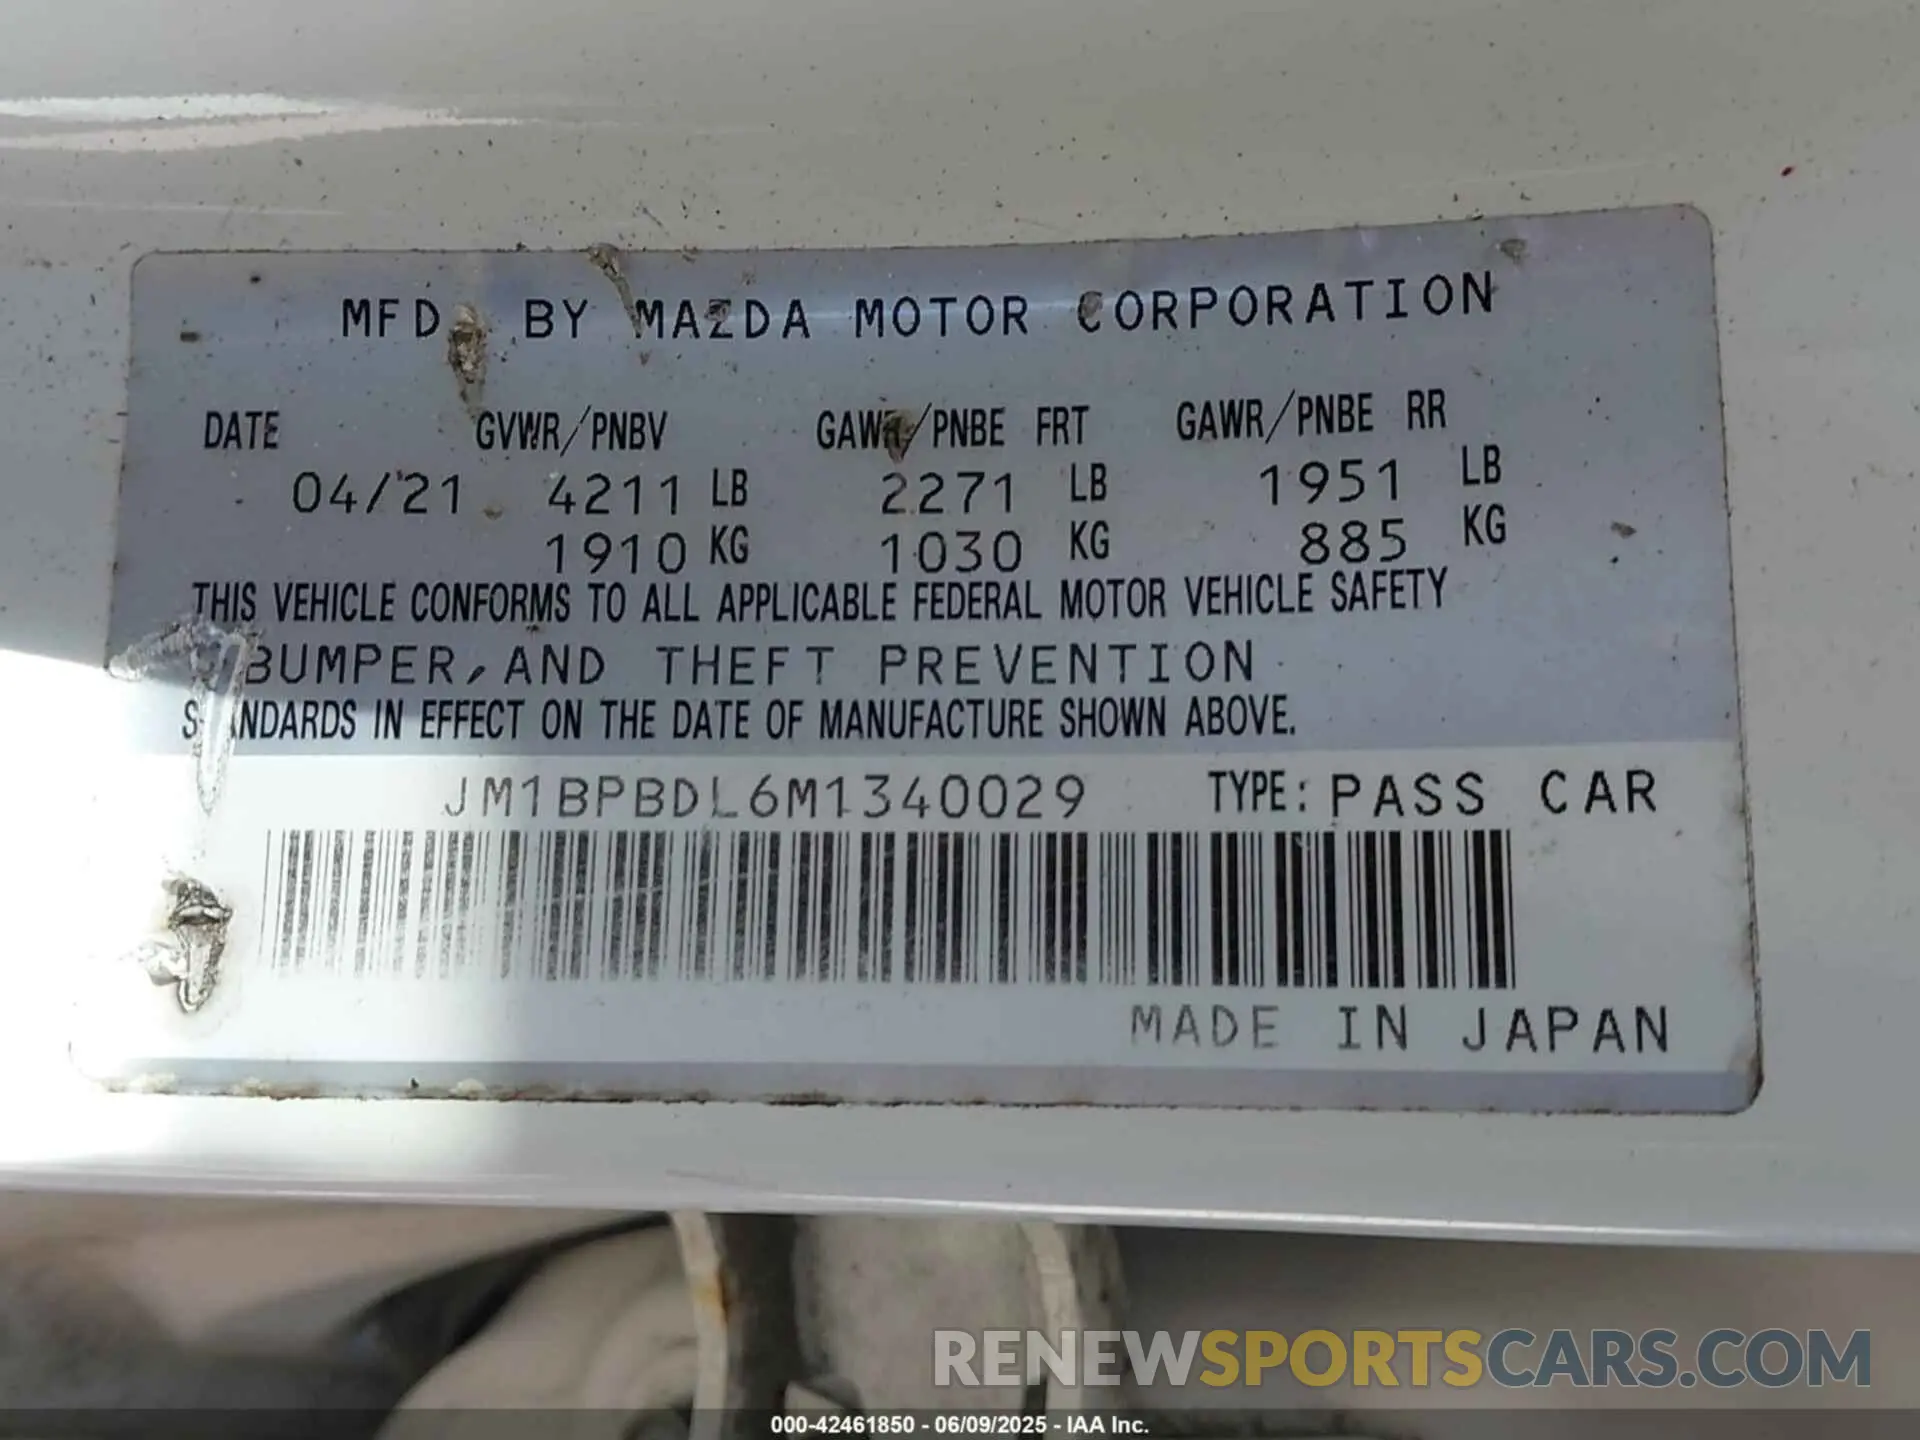 MFD BY MAZDA MOTOR CORPORATION
DATE GVWR/PNBV GAWR/PNBE FRT GAWR/PNBE RR
04/21 4211 LB 2271 LB 1951 LB
1910 KG 1030 KG 885 KG
THIS VEHICLE CONFORMS TO ALL APPLICABLE FEDERAL MOTOR VEHICLE SAFETY
BUMPER, AND THEFT PREVENTION
STANDARDS IN EFFECT ON THE DATE OF MANUFACTURE SHOWN ABOVE.
JM1BPBDL6M1340029 TYPE: PASS CAR
MADE IN JAPAN
RENEWSPORTSCARS.COM
000-42461850 - 06/09/2025 - IAA Inc.